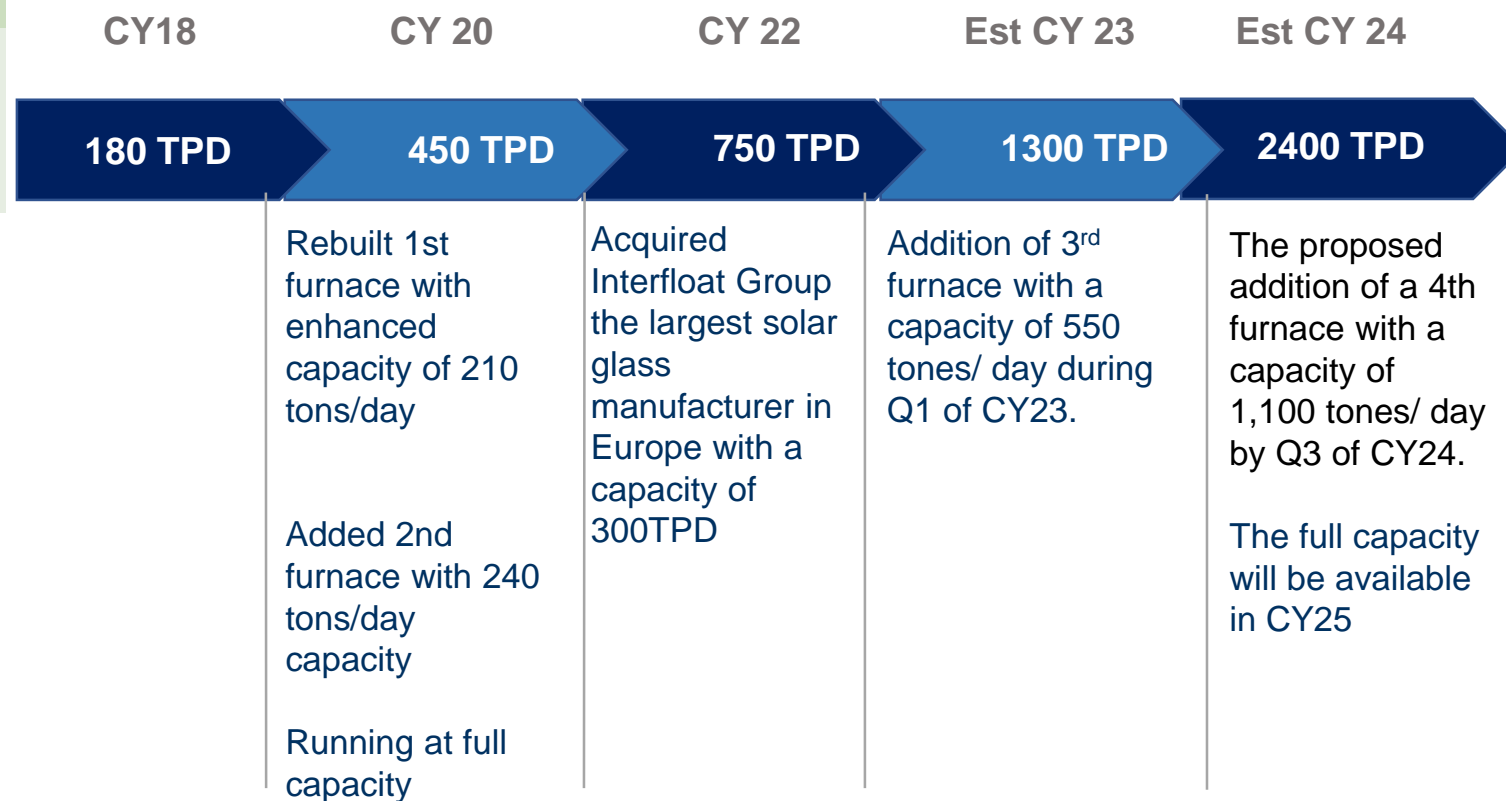 CY18
CY 20
CY 22
Est CY 23
Est CY 24
180 TPD
450 TPD
750 TPD
1300 TPD
2400 TPD
Rebuilt 1st
furnace with
enhanced
capacity of 210
tons/day
Added 2nd
furnace with 240
tons/day
capacity
Running at full
capacity
Acquired
Interfloat Group
the largest solar
glass
manufacturer in
Europe with a
capacity of
300TPD
Addition of 3rd
furnace with a
capacity of 550
tones/ day during
Q1 of CY23.
The proposed
addition of a 4th
furnace with a
capacity of
1,100 tones/ day
by Q3 of CY24.
The full capacity
will be available
in CY25